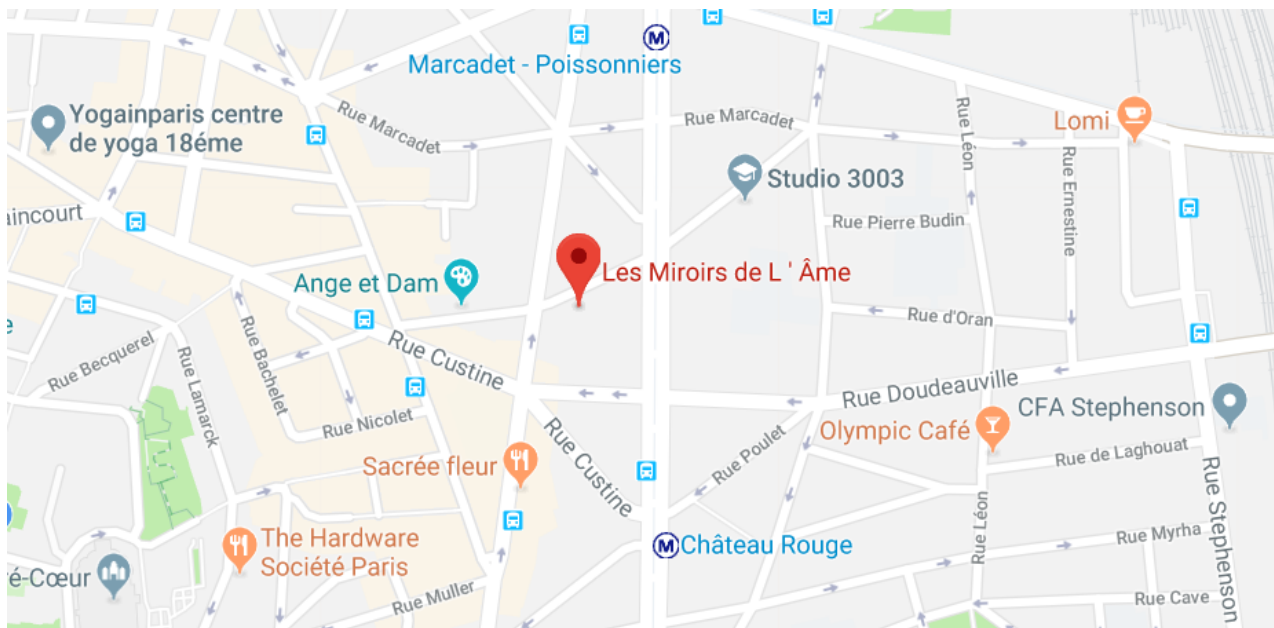 Marcadet - Poissonniers
Yogainparis centre
de yoga 18éme
Rue Marcadet
Rue Marcadet
Lomi
Rue Léon
Rue Ernestine
Studio 3003
aincourt
Rue Pierre Budin
Ange et Dam
Les Miroirs de L ' Âme
Rue d'Oran
Rue Custine
Rue Becquerel
Rue Bachelet
Rue Lamarck
Rue Doudeauville
CFA Stephenson
Rue Nicolet
Olympic Café
Rue Poulet
Sacrée fleur
Rue Custine
Rue de Laghouat
Rue Stephenson
Rue Léon
The Hardware
Société Paris
Château Rouge
Rue Myrha
ré-Cœur
Rue Muller
Rue Cave
M
M
e